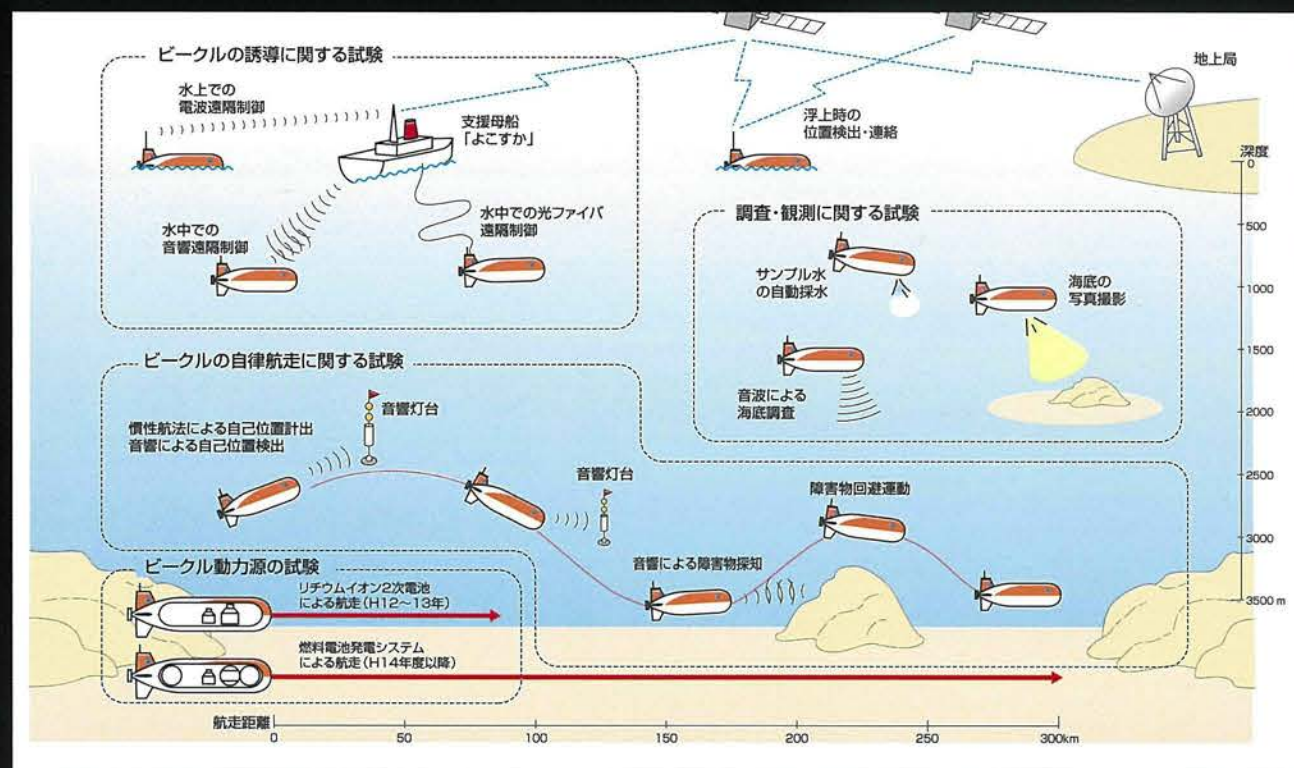 ビークルの誘導に関する試験
水上での
電波遠隔制御
支援母船
「よこすか」
水中での
音響遠隔制御
水中での光ファイバ
遠隔制御
浮上時の
位置検出・連絡
地上局
深度
0
500
1000
1500
2000
2500
3000
3500 m
調査・観測に関する試験
サンプル水
の自動採水
海底の
写真撮影
音波による
海底調査
ビークルの自律航走に関する試験
慣性航法による自己位置計出
音響による自己位置検出
音響灯台
音響灯台
障害物回避運動
音響による障害物探知
ビークル動力源の試験
リチウムイオン2次電池
による航走(H12〜13年)
燃料電池発電システム
による航走(H14年度以降)
航走距離
0
50
100
150
200
250
300km